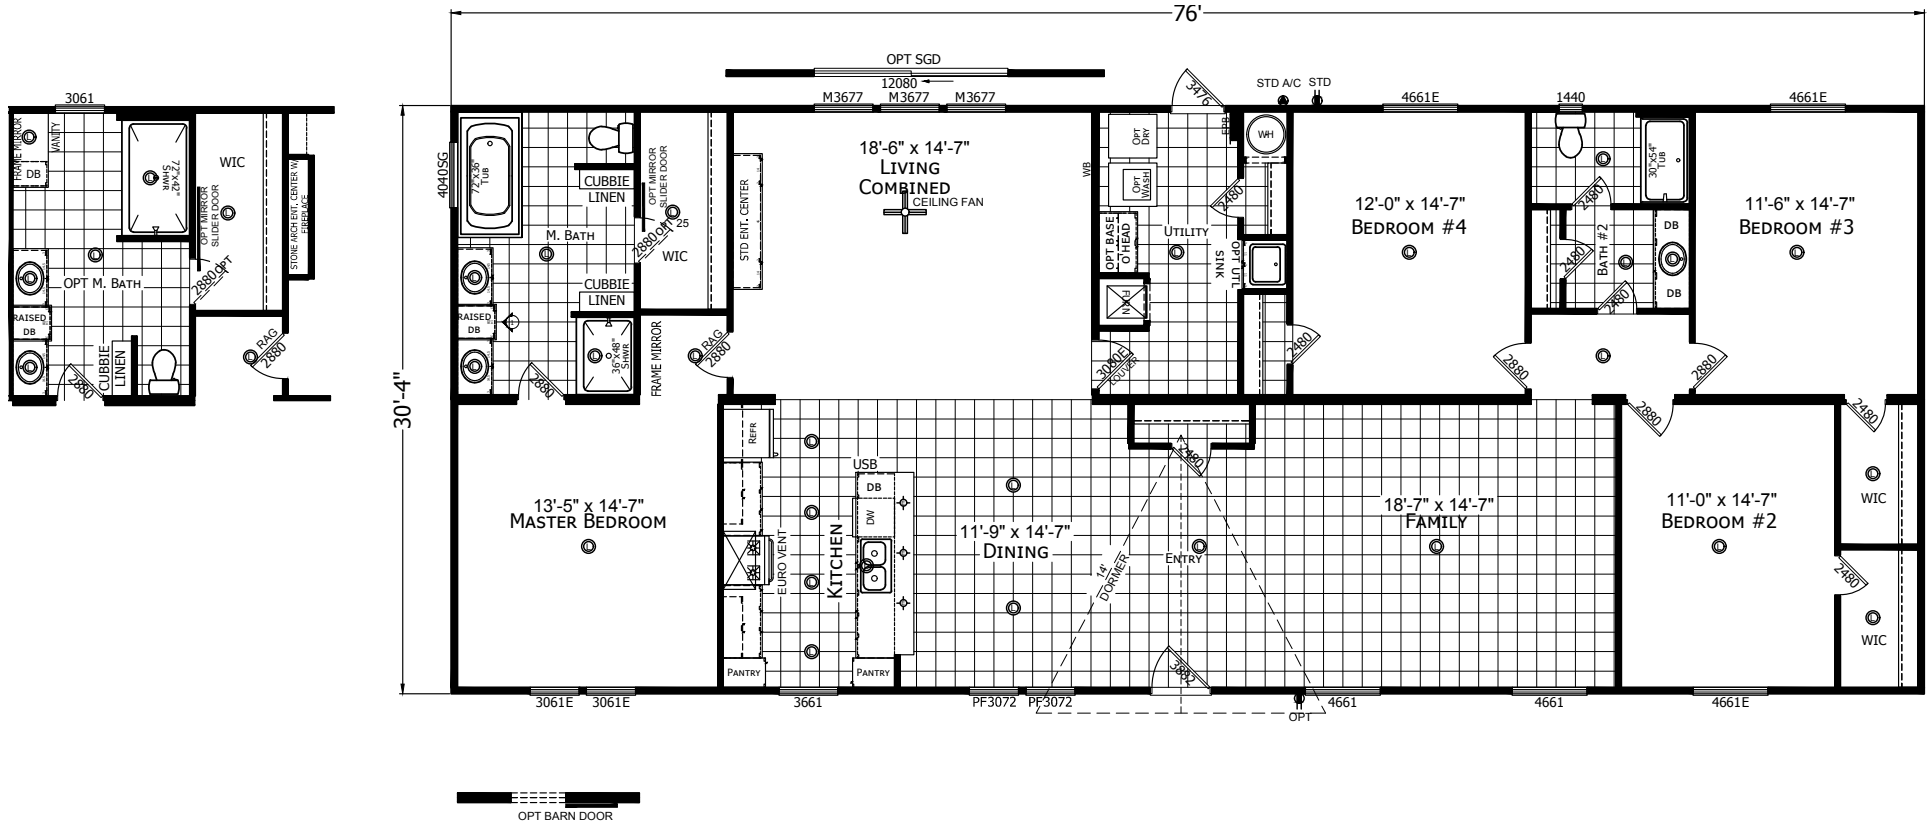 76'
30'-4"
3061
FRAME MIRROR
VANITY
DB
72"x42"
SHWR
WIC
OPT MIRROR
SLIDER DOOR
2880 OPT
STONE ARCH ENT. CENTER W/
FIREPLACE
OPT M. BATH
RAISED
DB
CUBBIE
LINEN
2880
RAG
2880
OPT SGD
12080
M3677
M3677
M3677
4040SG
72"x36"
TUB
CUBBIE
LINEN
M. BATH
CUBBIE
LINEN
RAISED
DB
36"x48"
SHWR
2880
OPT MIRROR
SLIDER DOOR
2880 OPT
25
WIC
FRAME MIRROR
RAG
2880
STD ENT. CENTER
18'-6" x 14'-7"
LIVING
COMBINED
CEILING FAN
WB
OPT
DRY
OPT
WASH
OPT BASE
O'HEAD
UTILITY
FURN
3080E
LOUVER
3476
EPB
WH
2480
OPT UTL
SINK
2480
STD A/C
STD
4661E
12'-0" x 14'-7"
BEDROOM #4
1440
30"x54"
TUB
2480
2480
BATH #2
DB
DB
2480
4661E
11'-6" x 14'-7"
BEDROOM #3
2880
2880
2880
2480
13'-5" x 14'-7"
MASTER BEDROOM
3061E
3061E
REFR
EURO VENT
PANTRY
KITCHEN
USB
DB
DW
PANTRY
3661
11'-9" x 14'-7"
DINING
PF3072
PF3072
2480
14'
DORMER
ENTRY
3882
OPT
18'-7" x 14'-7"
FAMILY
4661
4661
11'-0" x 14'-7"
BEDROOM #2
4661E
WIC
2480
WIC
OPT BARN DOOR